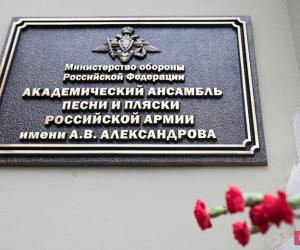 Министерство обороны
Российской Федерации
АКАДЕМИЧЕСКИЙ АНСАМБЛЬ
ПЕСНИ И ПЛЯСКИ
РОССИЙСКОЙ АРМИИ
имени А.В. АЛЕКСАНДРОВА